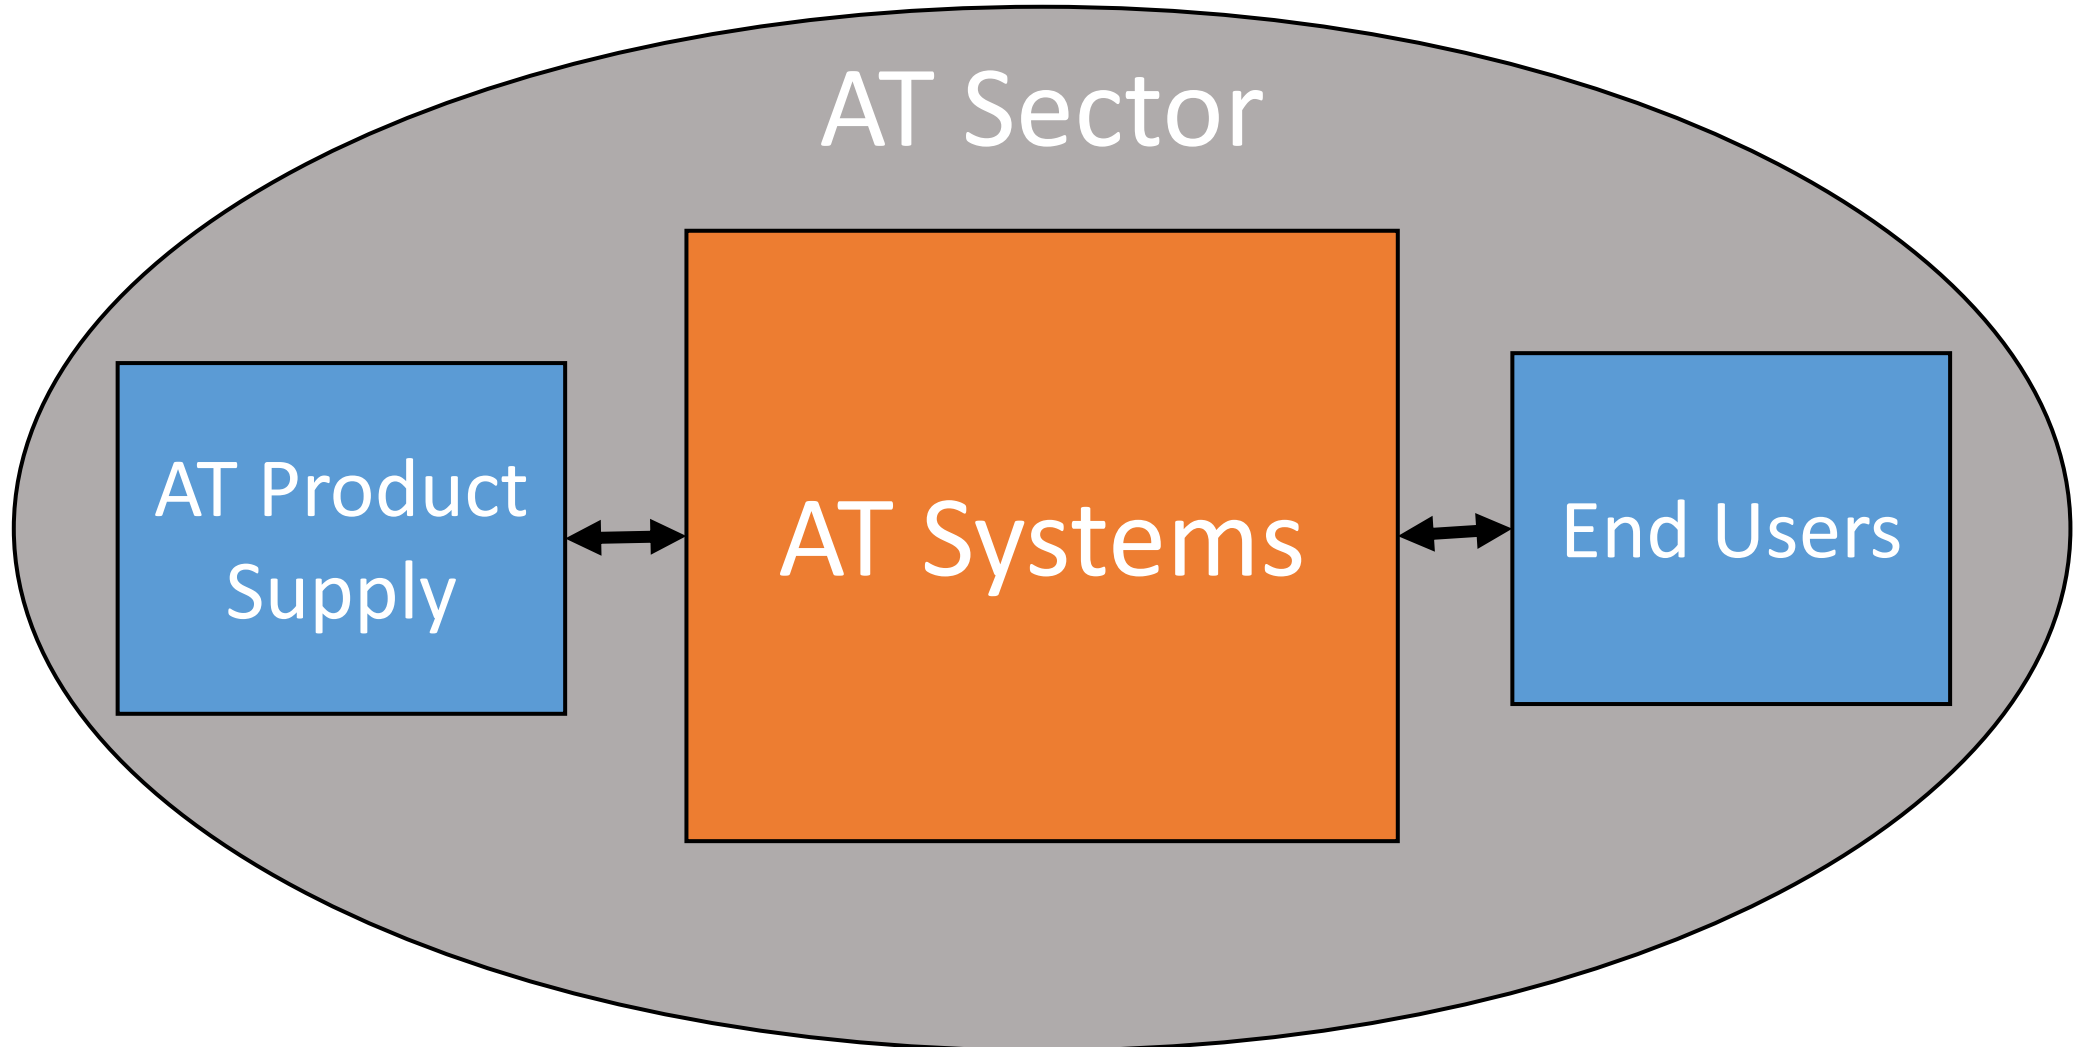 AT Sector
AT Product
Supply
AT Systems
End Users